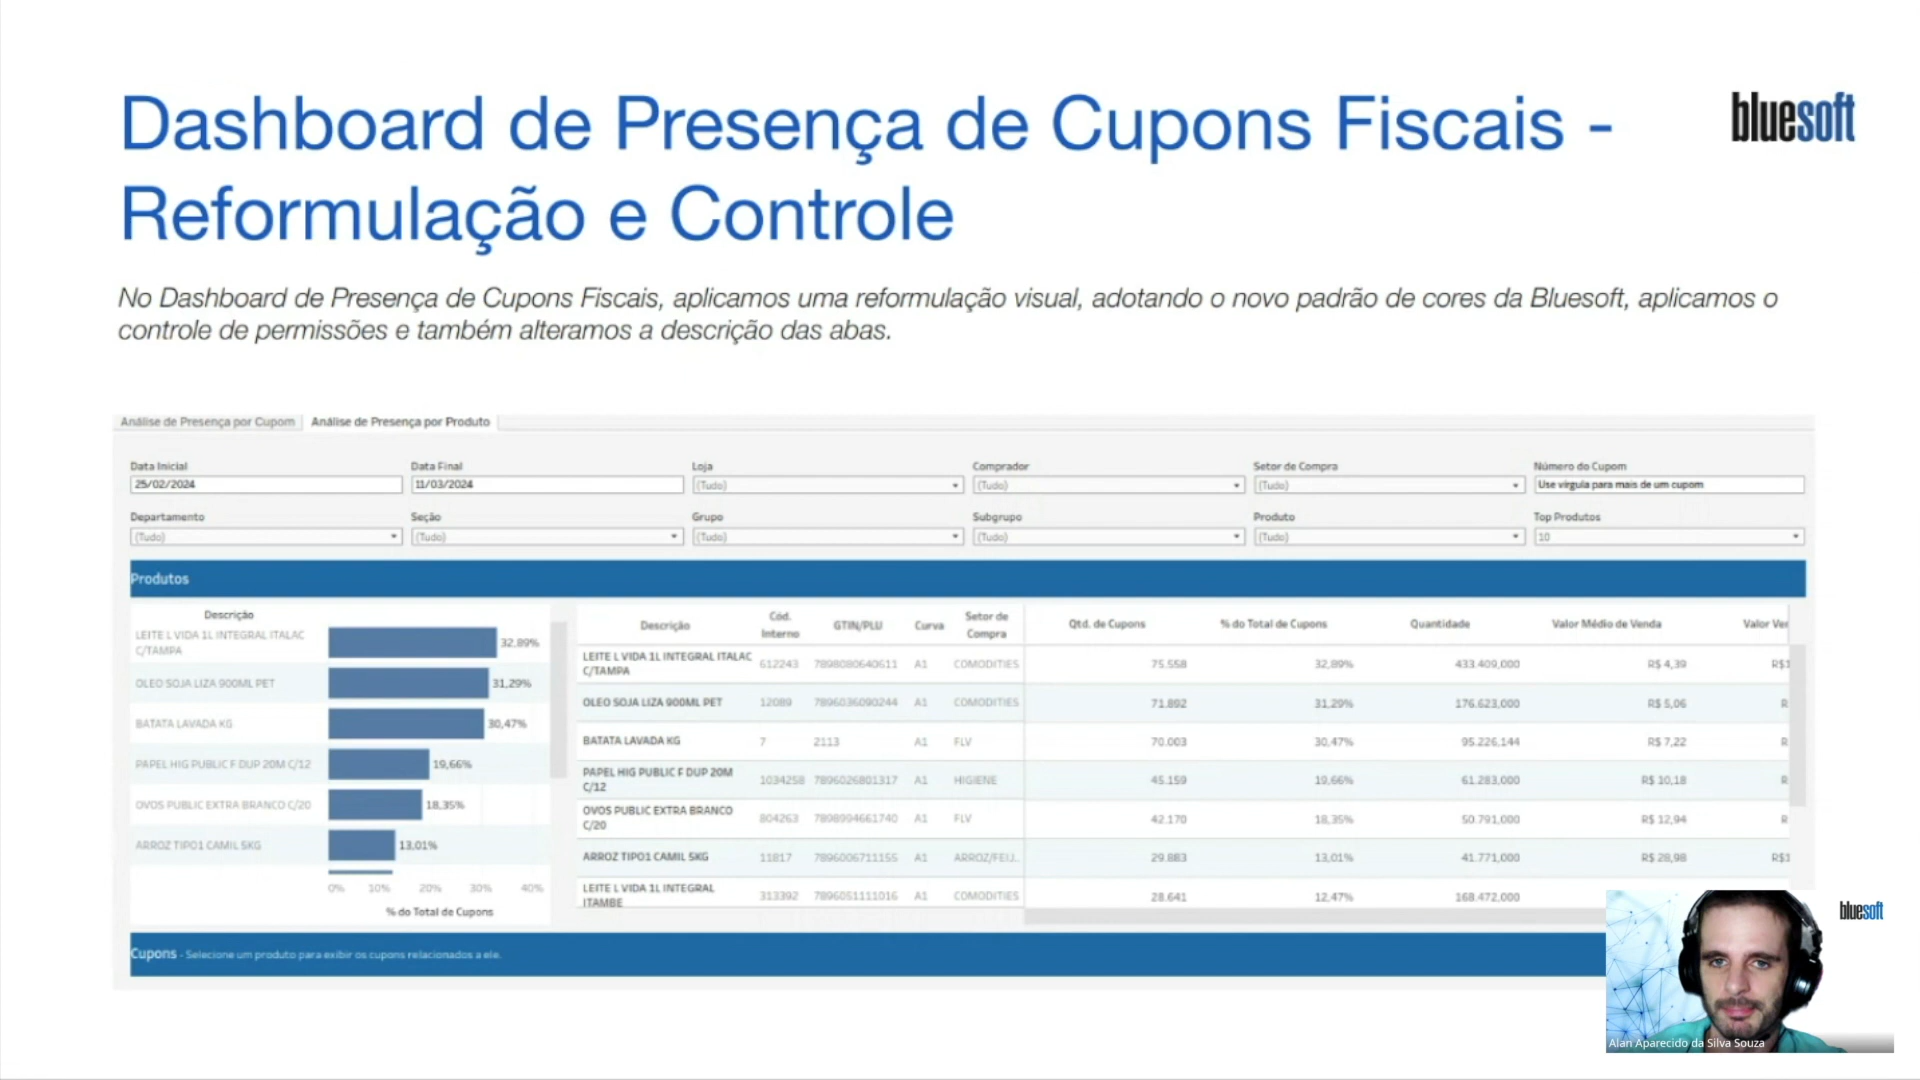 Dashboard de Presença de Cupons Fiscais -
Reformulação e Controle
bluesoft
No Dashboard de Presença de Cupons Fiscais, aplicamos uma reformulação visual, adotando o novo padrão de cores da Bluesoft, aplicamos o
controle de permissões e também alteramos a descrição das abas.
Análise de Presença por Cupom Análise de Presença por Produto
Data Inicial Data Final Loja Comprador Setor de Compra Número do Cupom
25/02/2024 11/03/2024 (Tudo) (Tudo) (Tudo) Use vírgula para mais de um cupom
Departamento Seção Grupo Subgrupo Produto Top Produtos
(Tudo) (Tudo) (Tudo) (Tudo) (Tudo) 10
Produtos
Descrição
LEITE L VIDA 1L INTEGRAL ITALAC
C/TAMPA
32,89%
OLEO SOJA LIZA 900ML PET 31,29%
BATATA LAVADA KG 30,47%
PAPEL HIG PUBLIC F DUP 20M C/12 19,66%
OVOS PUBLIC EXTRA BRANCO C/20 18,35%
ARROZ TIPO1 CAMIL 5KG 13,01%
0% 10% 20% 30% 40%
% do Total de Cupons
Descrição Cód. Interno GTIN/PLU Curva Setor de Compra Qtd. de Cupons % do Total de Cupons Quantidade Valor Médio de Venda Valor Ver
LEITE L VIDA 1L INTEGRAL ITALAC C/TAMPA 612243 7898080640611 A1 COMODITIES 75.558 32,89% 433.409,000 R$ 4,39 R$1
OLEO SOJA LIZA 900ML PET 12089 7896036090244 A1 COMODITIES 71.892 31,29% 176.623,000 R$ 5,06 R
BATATA LAVADA KG 7 2113 A1 FLV 70.003 30,47% 95.226,144 R$ 7,22 R
PAPEL HIG PUBLIC F DUP 20M C/12 1034258 7896026801317 A1 HIGIENE 45.159 19,66% 61.283,000 R$ 10,18 R
OVOS PUBLIC EXTRA BRANCO C/20 804263 7898994661740 A1 FLV 42.170 18,35% 50.791,000 R$ 12,94 R
ARROZ TIPO1 CAMIL 5KG 11817 7896006711155 A1 ARROZ/FEIJ... 29.883 13,01% 41.771,000 R$ 28,98 R$1
LEITE L VIDA 1L INTEGRAL ITAMBE 313392 7896051111016 A1 COMODITIES 28.641 12,47% 168.472,000
Cupons - Selecione um produto para exibir os cupons relacionados a ele.
bluesoft
Alan Aparecido da Silva Souza